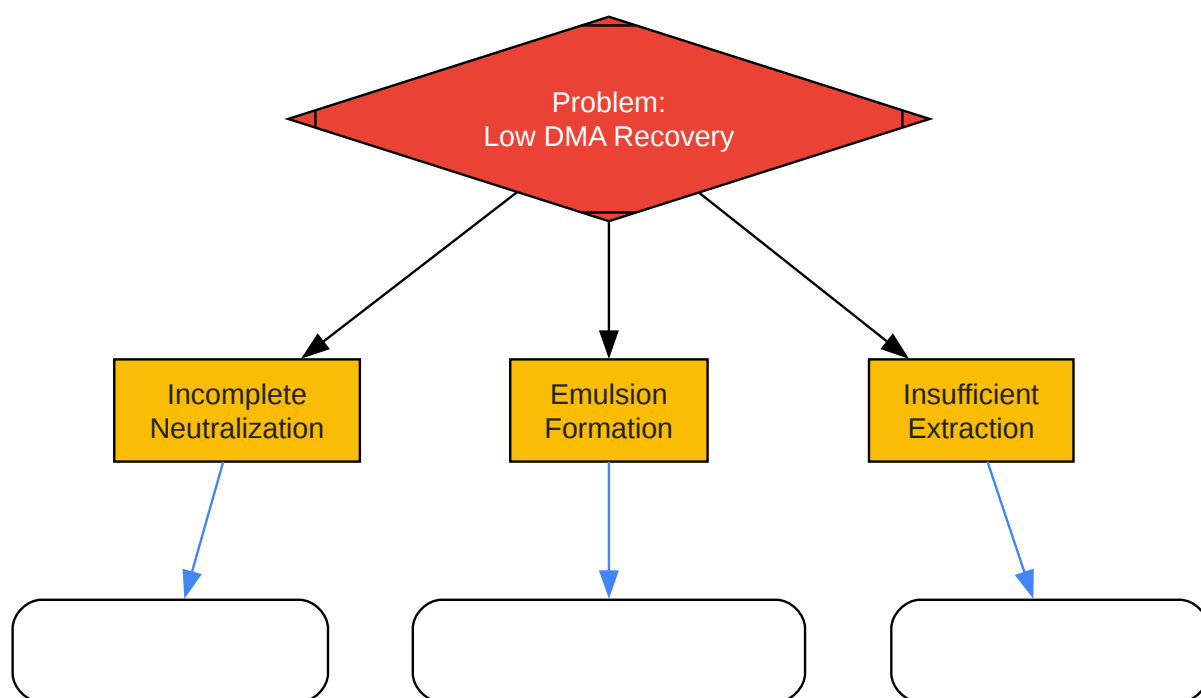 Problem:
Low DMA Recovery
Incomplete
Neutralization
Emulsion
Formation
Insufficient
Extraction